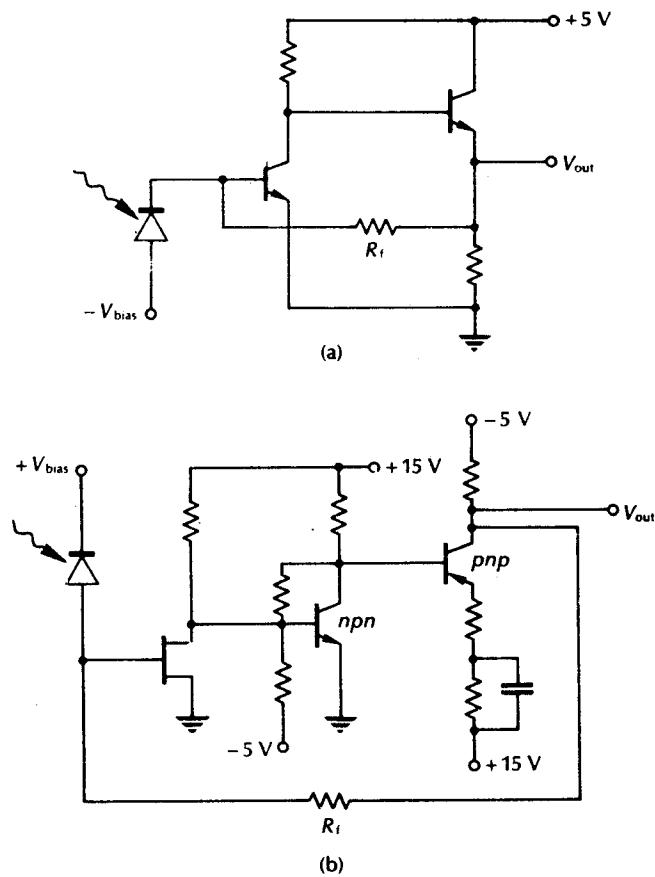 +5 V
V_out
R_f
− V_bias
(a)
−5 V
+15 V
+V_bias
V_out
pnp
npn
−5 V
+15 V
R_f
(b)